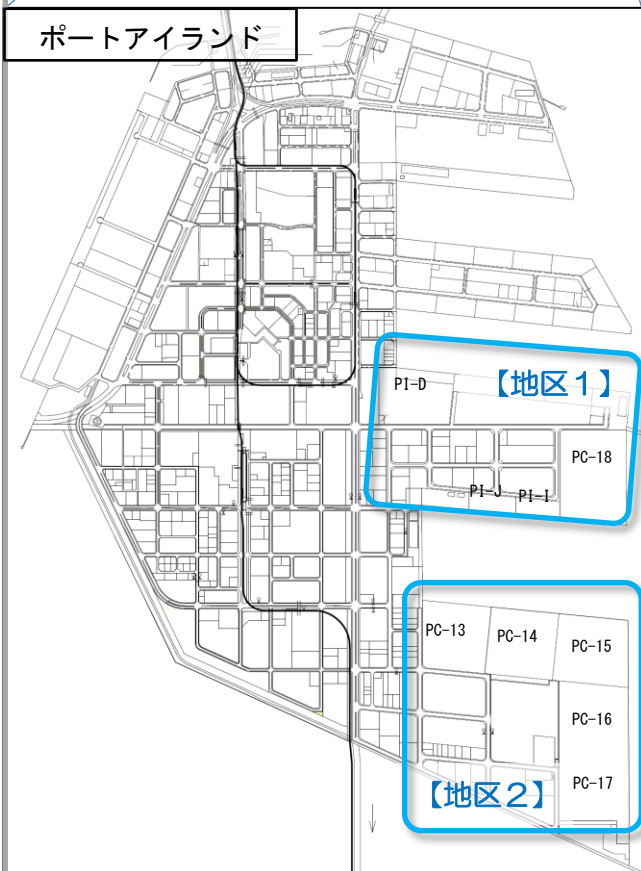 ポートアイランド
PI-D
【地区1】
PC-18
PI-J
PI-I
PC-13
PC-14
PC-15
PC-16
PC-17
【地区2】